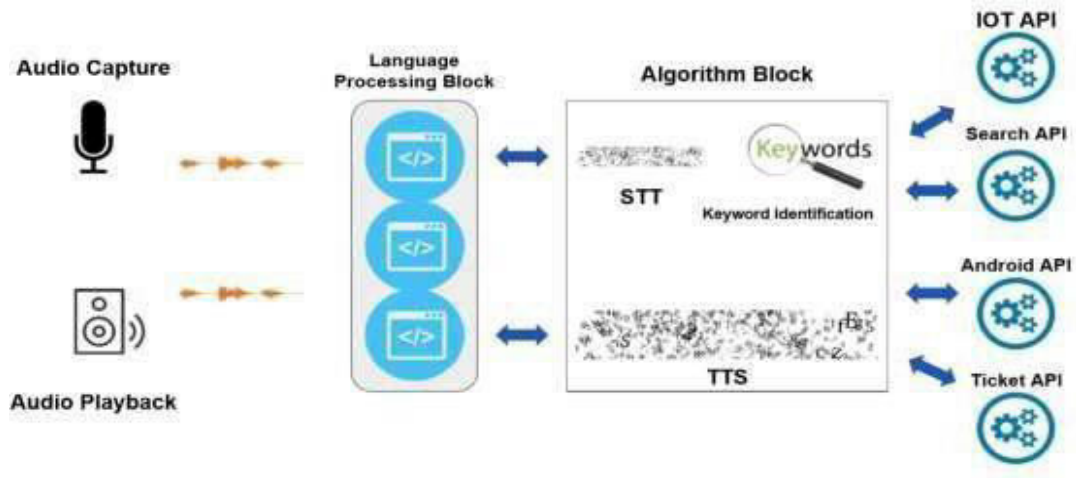 IOT API
Audio Capture
Language
Processing Block
Algorithm Block
</>
Keywords
Search API
STT
Keyword Identification
</>
Android API
</>
TTS
Ticket API
Audio Playback